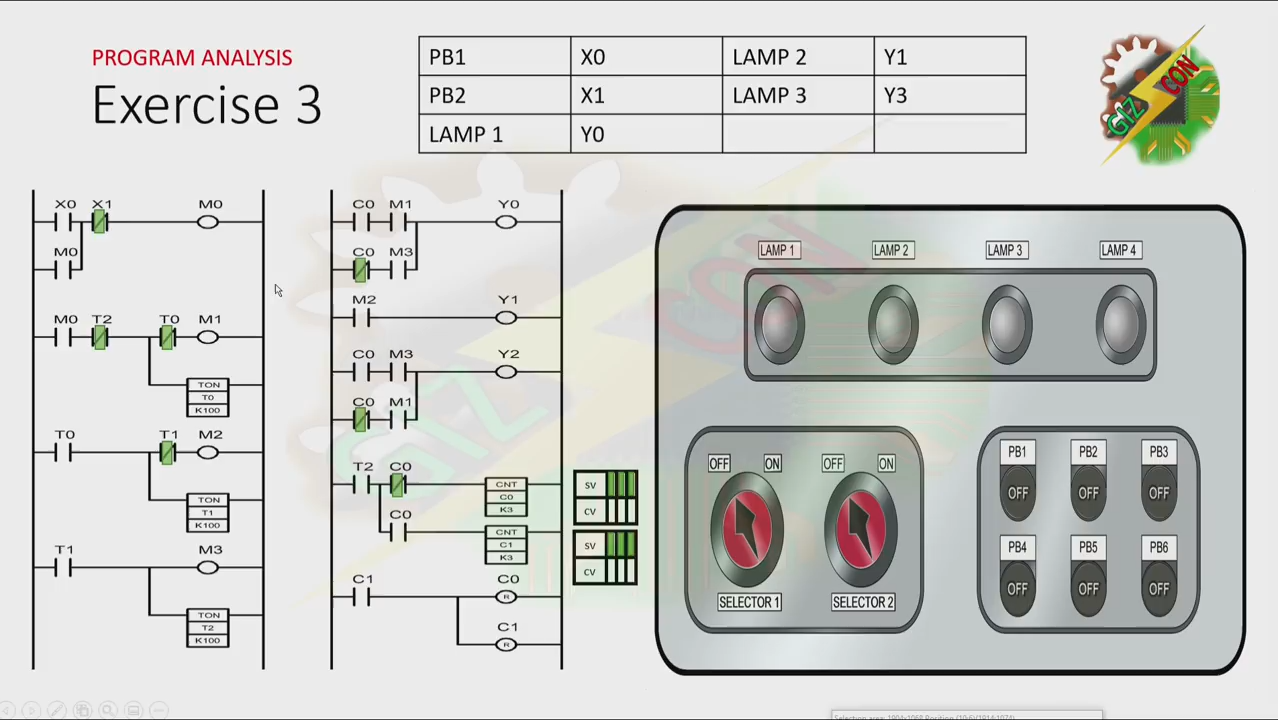 PROGRAM ANALYSIS
Exercise 3
PB1 X0 LAMP 2 Y1
PB2 X1 LAMP 3 Y3
LAMP 1 Y0
GIZ CON
X0 X1 M0
M0
M0 T2 T0 M1
TON
T0
K100
T0 T1 M2
TON
T1
K100
T1 M3
TON
T2
K100
C0 M1 Y0
C0 M3
M2 Y1
C0 M3 Y2
C0 M1
T2 C0
CNT
C0
K3
C0
CNT
C1
K3
C1 C0
R
C1
R
SV
CV
SV
CV
LAMP 1 LAMP 2 LAMP 3 LAMP 4
OFF ON OFF ON
SELECTOR 1 SELECTOR 2
PB1 PB2 PB3
OFF OFF OFF
PB4 PB5 PB6
OFF OFF OFF